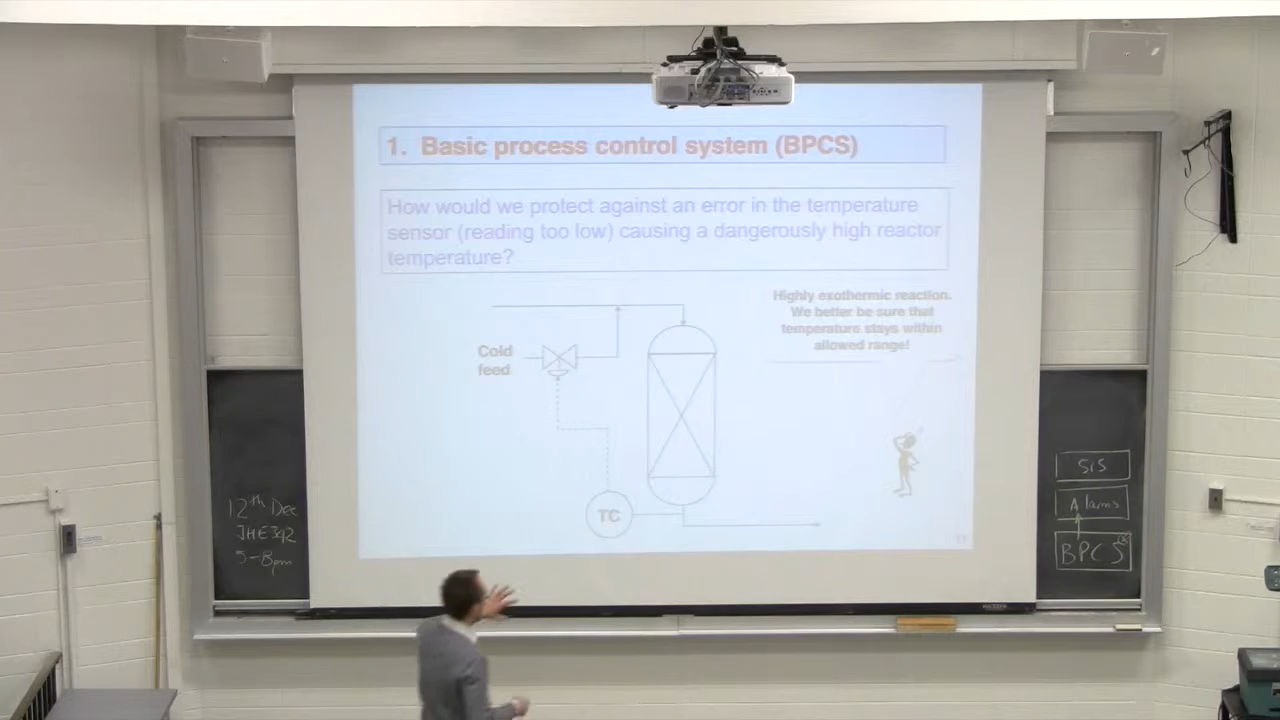 1. Basic process control system (BPCS)
How would we protect against an error in the temperature
sensor (reading too low) causing a dangerously high reactor
temperature?
Highly exothermic reaction.
We better be sure that
temperature stays within
allowed range!
Cold
feed
TC
12th Dec
JHE342
5-8pm
SIS
Alarms
BPCS